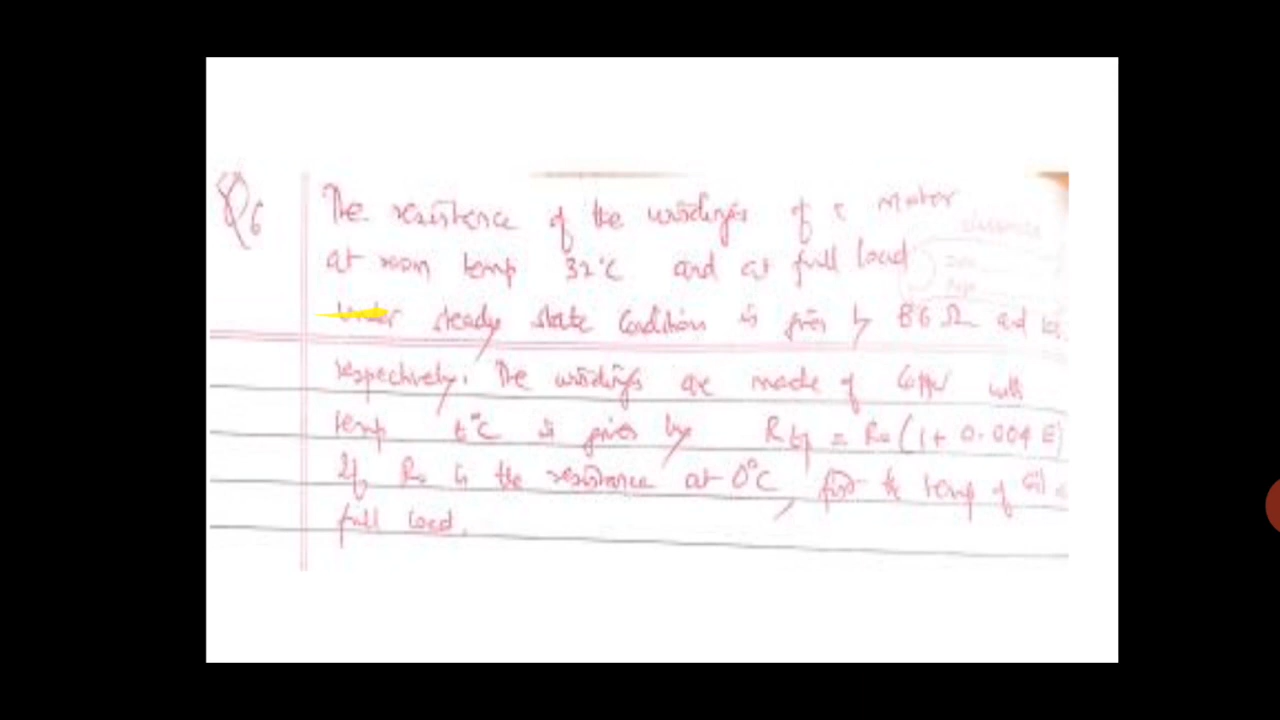 Q6
The resistance of the windings of a motor
at room temp 32°C and at full load
Under steady state condition is given by 86 Ω and
respectively. The windings are made of Copper with
temp t°C is given by = R₀ (1 + 0.004
If R₀ is the resistance at 0°C, find the temp of coil
full load.